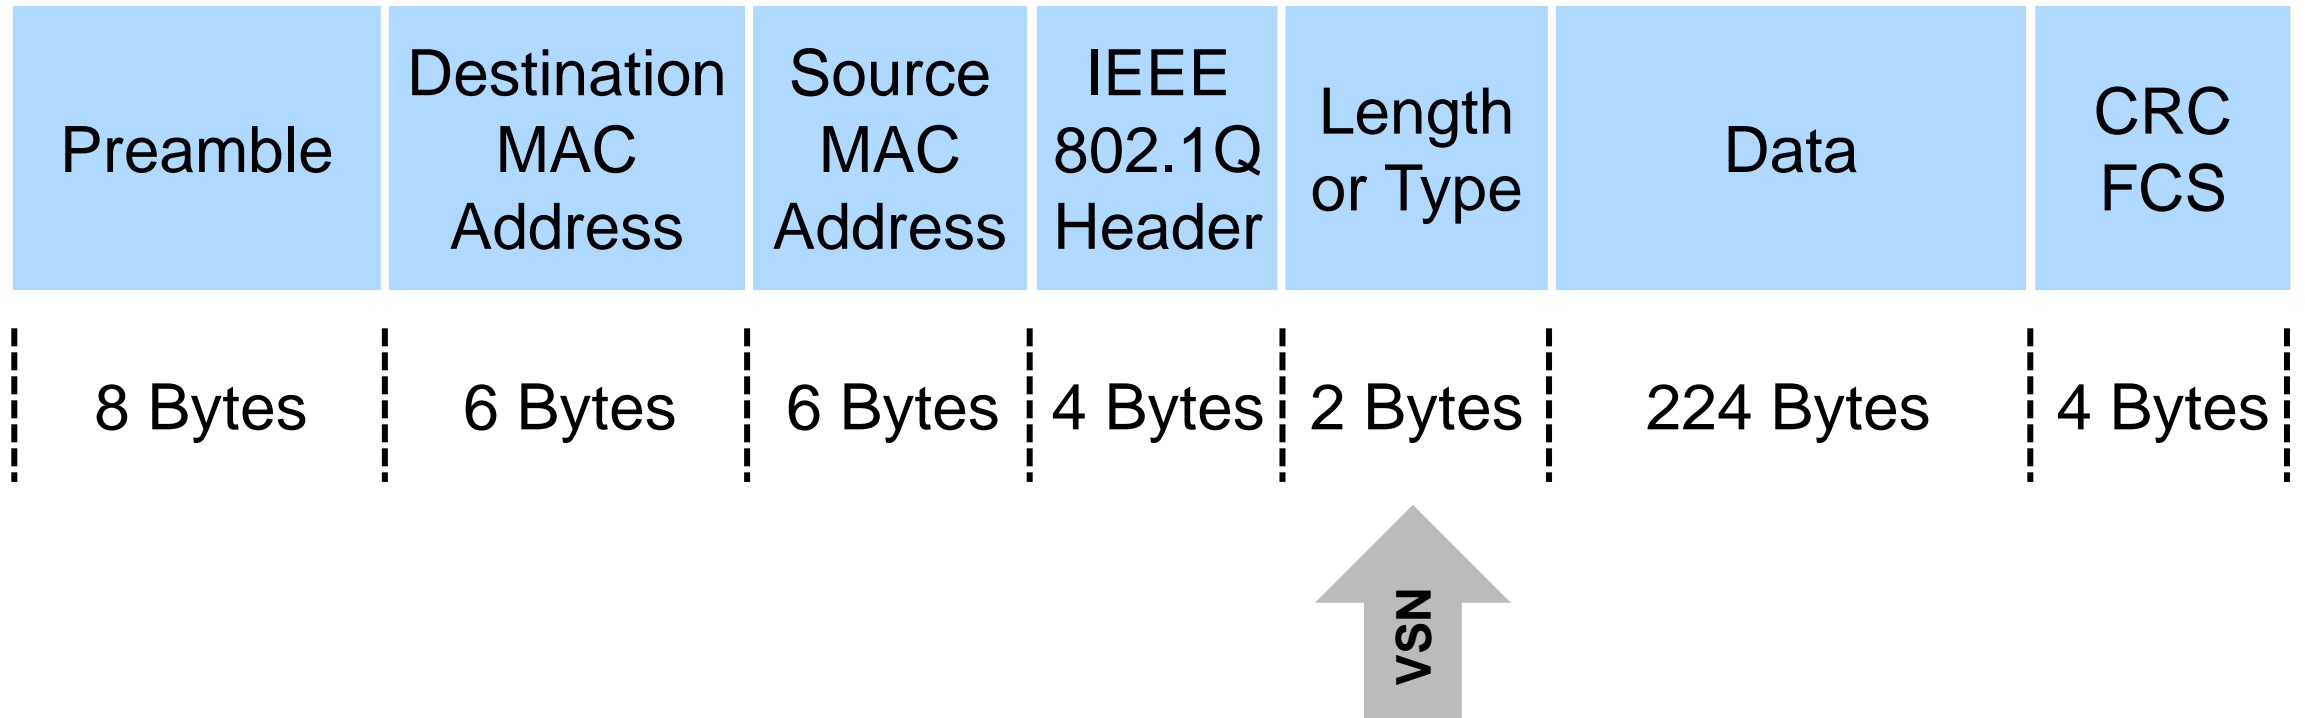 Preamble
Destination
MAC
Address
Source
MAC
Address
IEEE
802.1Q
Header
Length
or Type
Data
CRC
FCS
8 Bytes
6 Bytes
6 Bytes
4 Bytes
2 Bytes
224 Bytes
4 Bytes
VSN